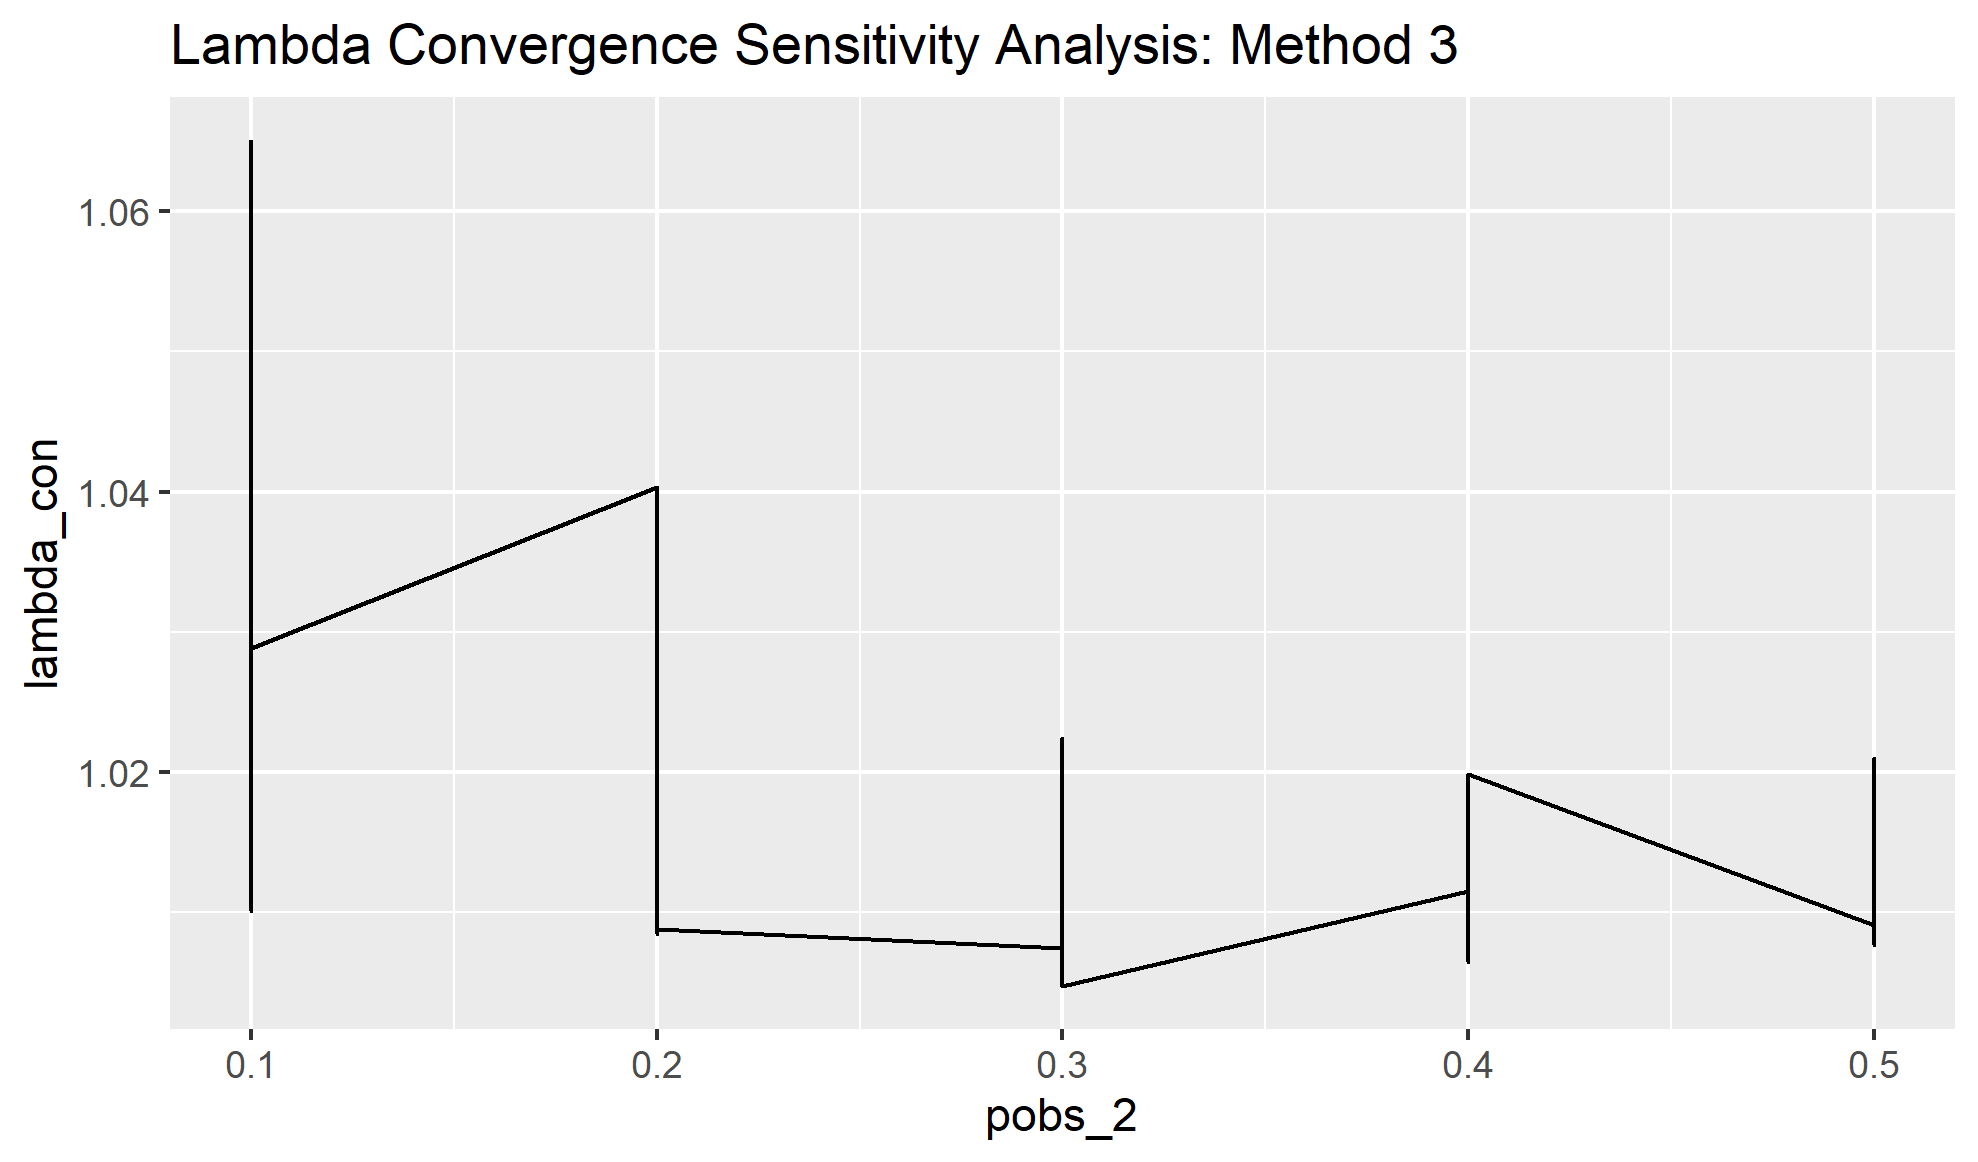 Lambda Convergence Sensitivity Analysis: Method 3
lambda_con
1.06
1.04
1.02
0.1 0.2 0.3 0.4 0.5
pobs_2